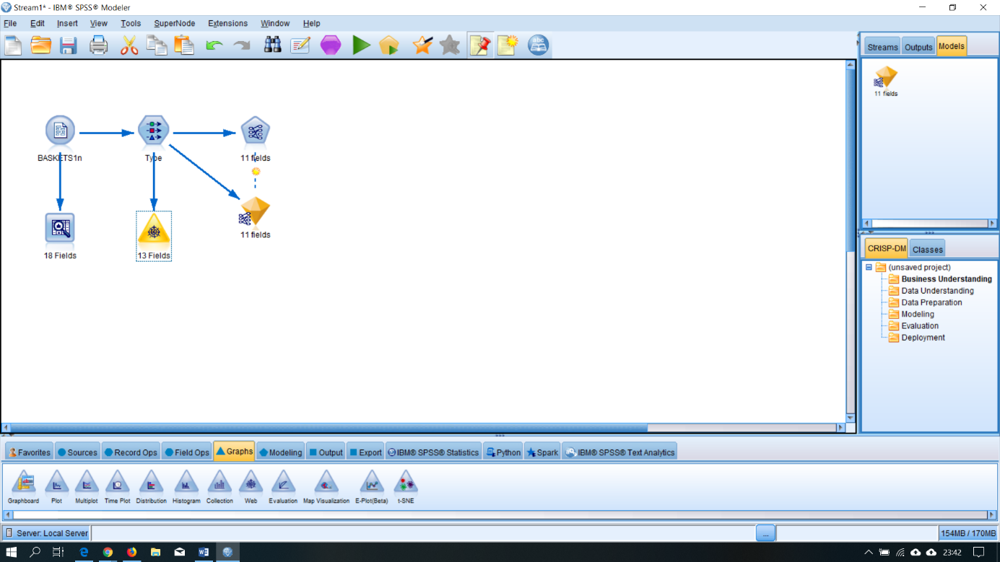 Stream1* - IBM® SPSS® Modeler
File Edit Insert View Tools SuperNode Extensions Window Help
Streams Outputs Models
11 fields
BASKETS1n
Type
11 fields
18 Fields
13 Fields
11 fields
CRISP-DM Classes
(unsaved project)
Business Understanding
Data Understanding
Data Preparation
Modeling
Evaluation
Deployment
Favorites Sources Record Ops Field Ops Graphs Modeling Output Export IBM® SPSS® Statistics Python Spark IBM® SPSS® Text Analytics
Graphboard Plot Multiplot Time Plot Distribution Histogram Collection Web Evaluation Map Visualization E-Plot(Beta) t-SNE
Server: Local Server ... 154MB / 170MB
23:42